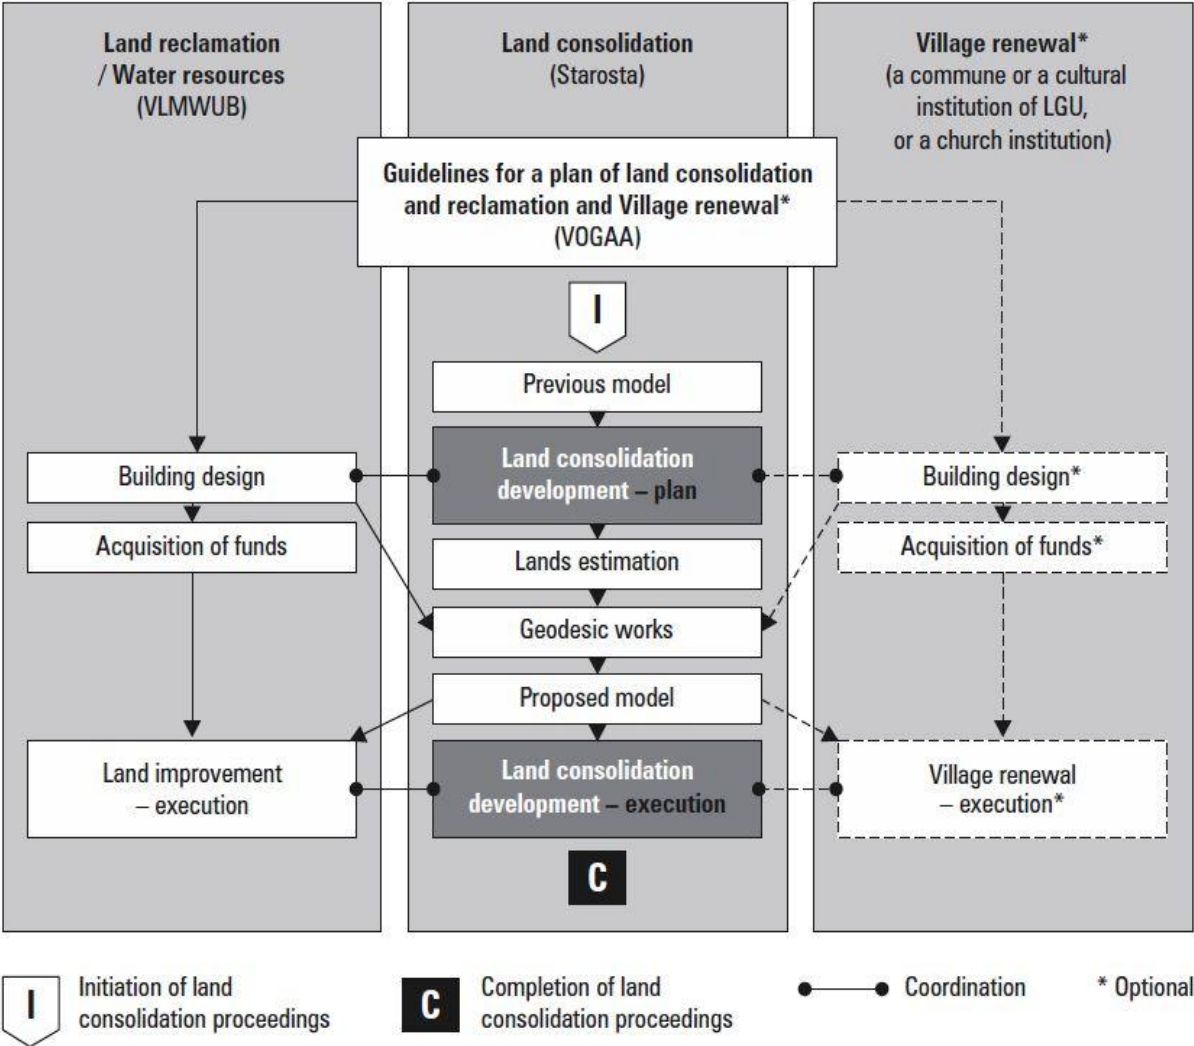 Land reclamation
/ Water resources
(VLMWUB)
Land consolidation
(Starosta)
Village renewal*
(a commune or a cultural
institution of LGU,
or a church institution)
Guidelines for a plan of land consolidation
and reclamation and Village renewal*
(VOGAA)
I
Previous model
Land consolidation
development – plan
Building design
Building design*
Acquisition of funds
Acquisition of funds*
Lands estimation
Geodesic works
Proposed model
Land improvement
– execution
Land consolidation
development – execution
Village renewal
– execution*
C
I
Initiation of land
consolidation proceedings
C
Completion of land
consolidation proceedings
Coordination
* Optional